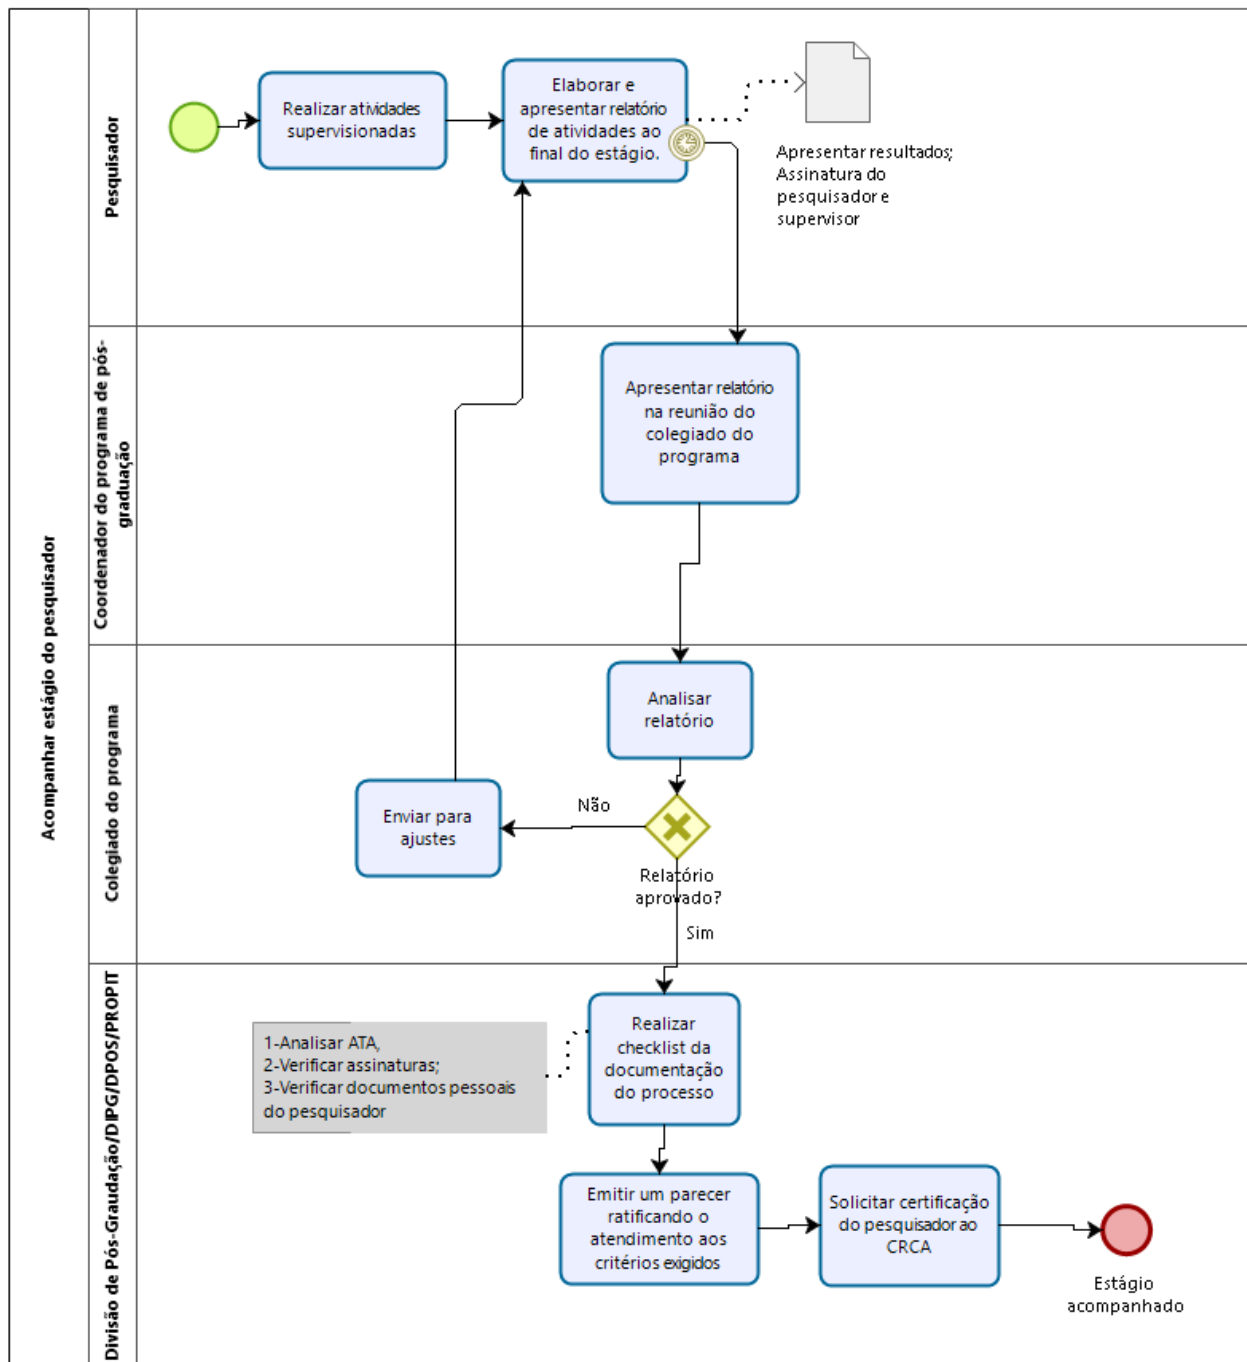 Acompanhar estágio do pesquisador
Pesquisador
Realizar atividades
supervisionadas
Elaborar e
apresentar relatório
de atividades ao
final do estágio.
Apresentar resultados;
Assinatura do
pesquisador e
supervisor
Coordenador do programa de pós-
graduação
Apresentar relatório
na reunião do
colegiado do
programa
Colegiado do programa
Analisar
relatório
Enviar para
ajustes
Não
Relatório
aprovado?
Sim
Divisão de Pós-Graudação/DIPG/DPOS/PROPIT
1-Analisar ATA,
2-Verificar assinaturas;
3-Verificar documentos pessoais
do pesquisador
Realizar
checklist da
documentação
do processo
Emitir um parecer
ratificando o
atendimento aos
critérios exigidos
Solicitar certificação
do pesquisador ao
CRCA
Estágio
acompanhado